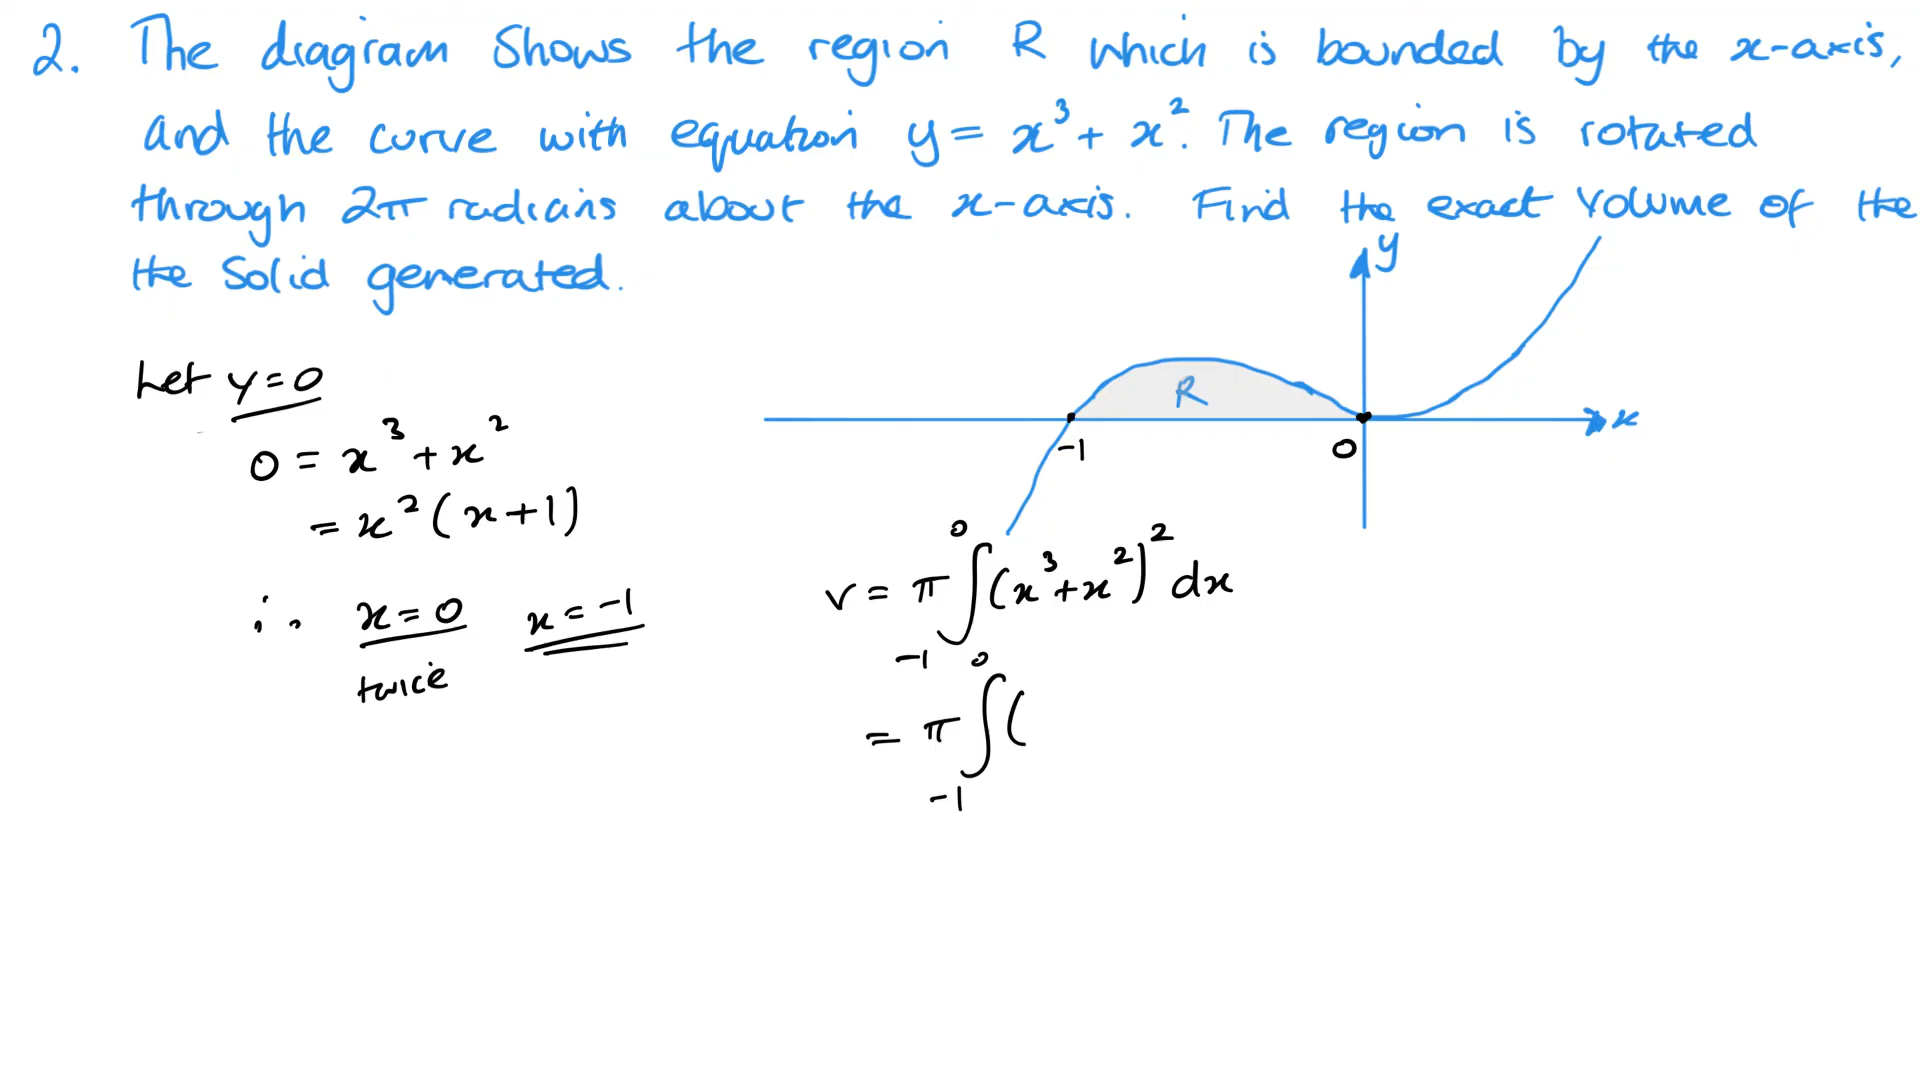 2. The diagram Shows the region R which is bounded by the x-axis,
and the curve with equation y = x³ + x². The region is rotated
through 2π radians about the x-axis. Find the exact volume of the
the Solid generated.
y
Let y=0
R
x
-1
0
0 = x³ + x²
= x²(x+1)
v = π ∫₋₁⁰ (x³+x²)² dx
∴ x=0 x=-1
twice
= π ∫₋₁⁰ (